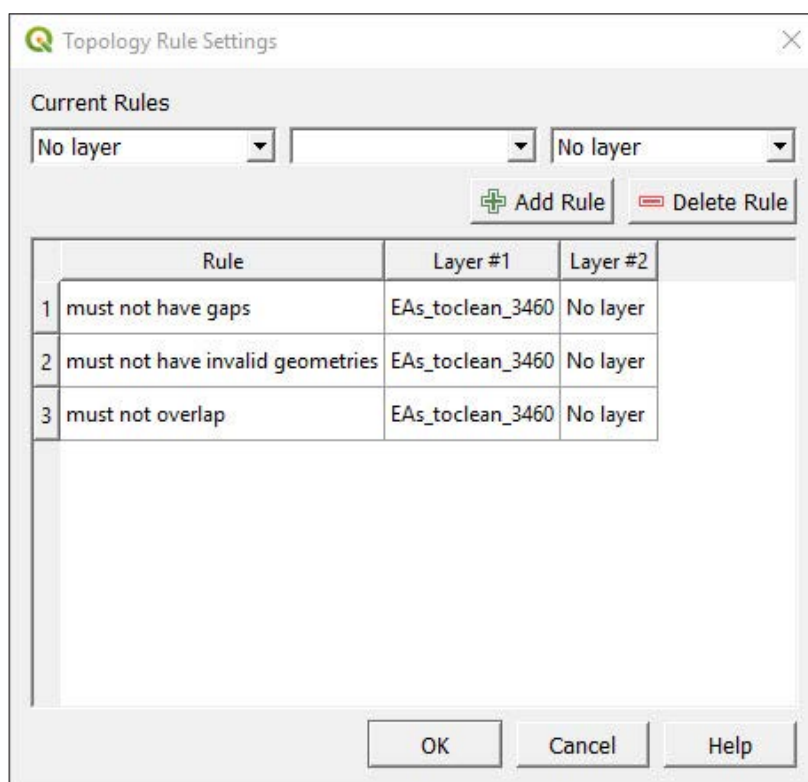 Topology Rule Settings
Current Rules
No layer No layer
Add Rule Delete Rule
Rule Layer #1 Layer #2
1 must not have gaps EAs_toclean_3460 No layer
2 must not have invalid geometries EAs_toclean_3460 No layer
3 must not overlap EAs_toclean_3460 No layer
OK Cancel Help